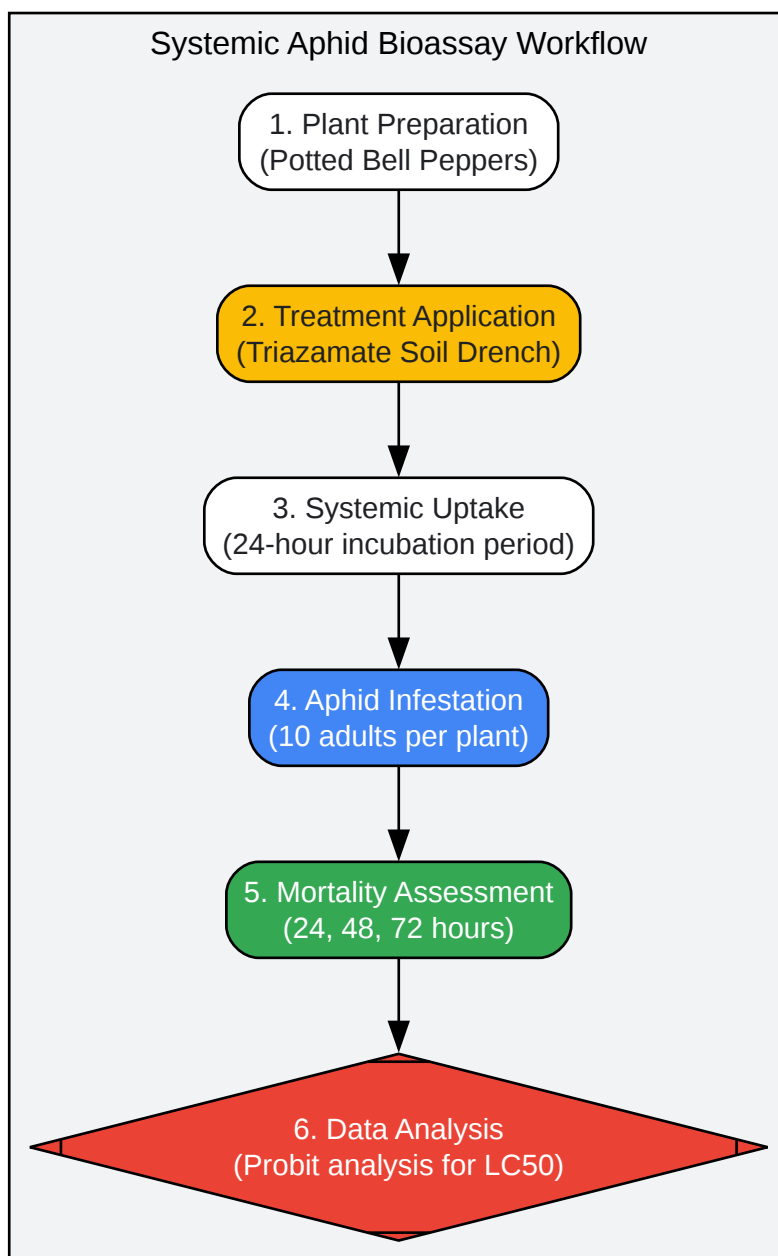 Systemic Aphid Bioassay Workflow
1. Plant Preparation
(Potted Bell Peppers)
2. Treatment Application
(Triazamate Soil Drench)
3. Systemic Uptake
(24-hour incubation period)
4. Aphid Infestation
(10 adults per plant)
5. Mortality Assessment
(24, 48, 72 hours)
6. Data Analysis
(Probit analysis for LC50)